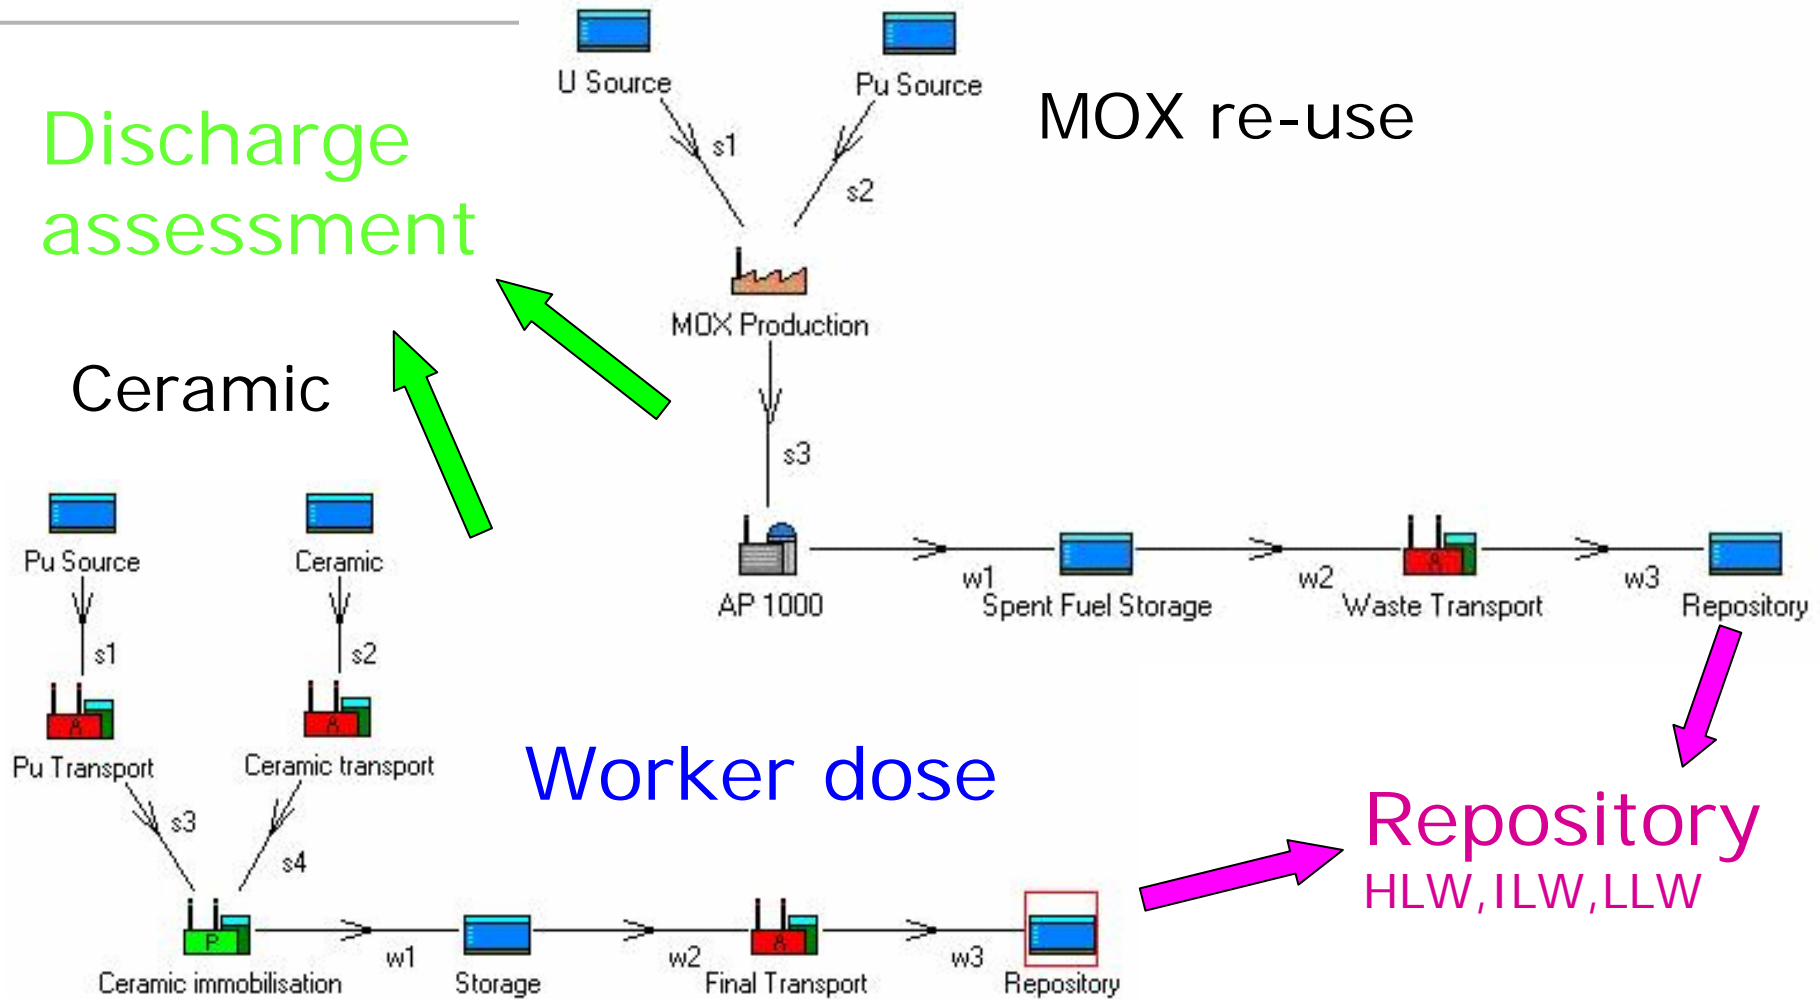 U Source
Pu Source
MOX re-use
Discharge
assessment
s1
s2
MOX Production
Ceramic
s3
Pu Source
Ceramic
AP 1000
w1
Spent Fuel Storage
w2
Waste Transport
w3
Repository
s1
s2
A
A
A
Pu Transport
Ceramic transport
Worker dose
s3
s4
Repository
HLW,ILW,LLW
P
A
w1
w2
w3
Ceramic immobilisation
Storage
Final Transport
Repository